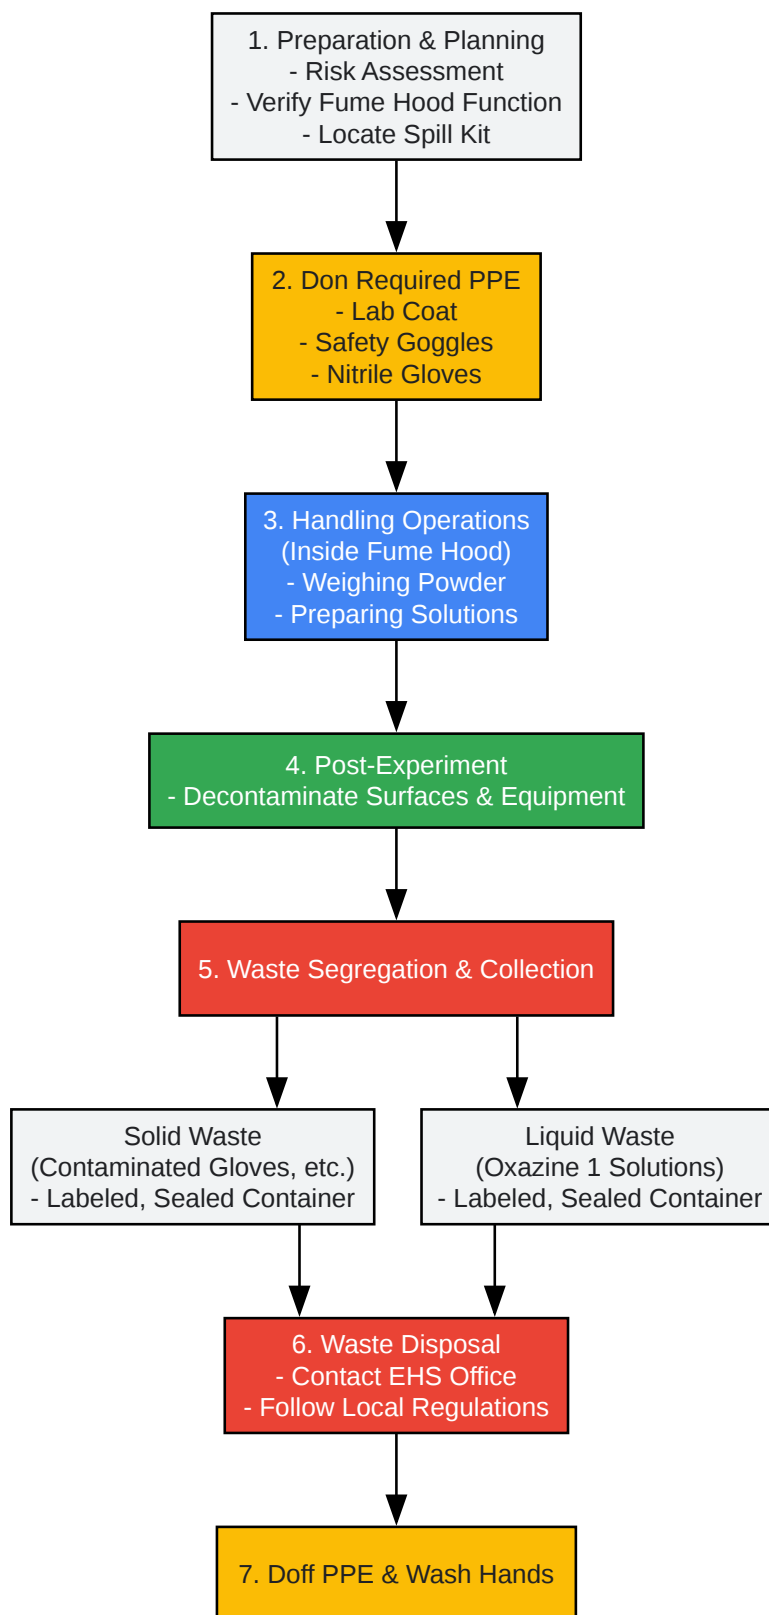 1. Preparation & Planning
- Risk Assessment
- Verify Fume Hood Function
- Locate Spill Kit
2. Don Required PPE
- Lab Coat
- Safety Goggles
- Nitrile Gloves
3. Handling Operations
(Inside Fume Hood)
- Weighing Powder
- Preparing Solutions
4. Post-Experiment
- Decontaminate Surfaces & Equipment
5. Waste Segregation & Collection
Solid Waste
(Contaminated Gloves, etc.)
- Labeled, Sealed Container
Liquid Waste
(Oxazine 1 Solutions)
- Labeled, Sealed Container
6. Waste Disposal
- Contact EHS Office
- Follow Local Regulations
7. Doff PPE & Wash Hands